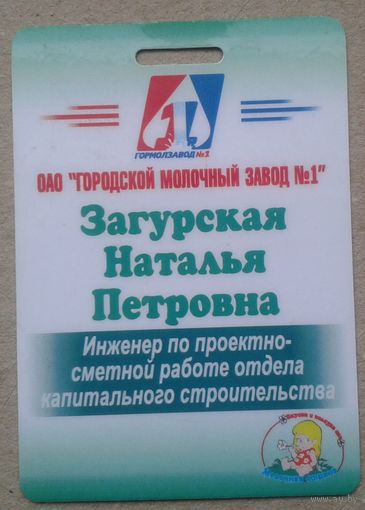 ГОРМОЛЗАВОД №1
ОАО "ГОРОДСКОЙ МОЛОЧНЫЙ ЗАВОД №1"
Загурская
Наталья
Петровна
Инженер по проектно-
сметной работе отдела
капитального строительства